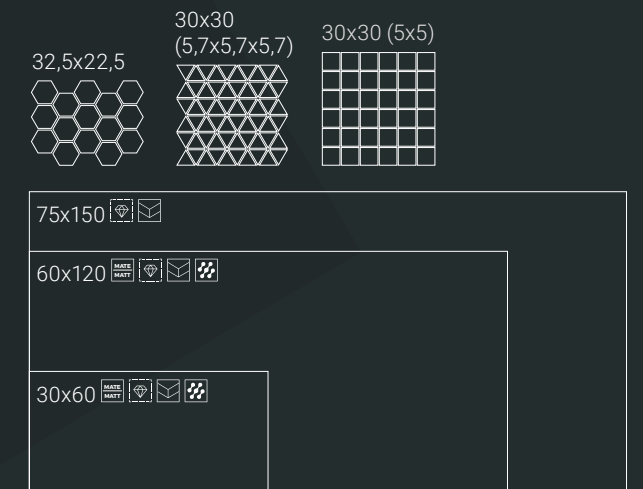 32,5x22,5
30x30
(5,7x5,7x5,7)
30x30 (5x5)
75x150
60x120 MATE
MATT
30x60 MATE
MATT